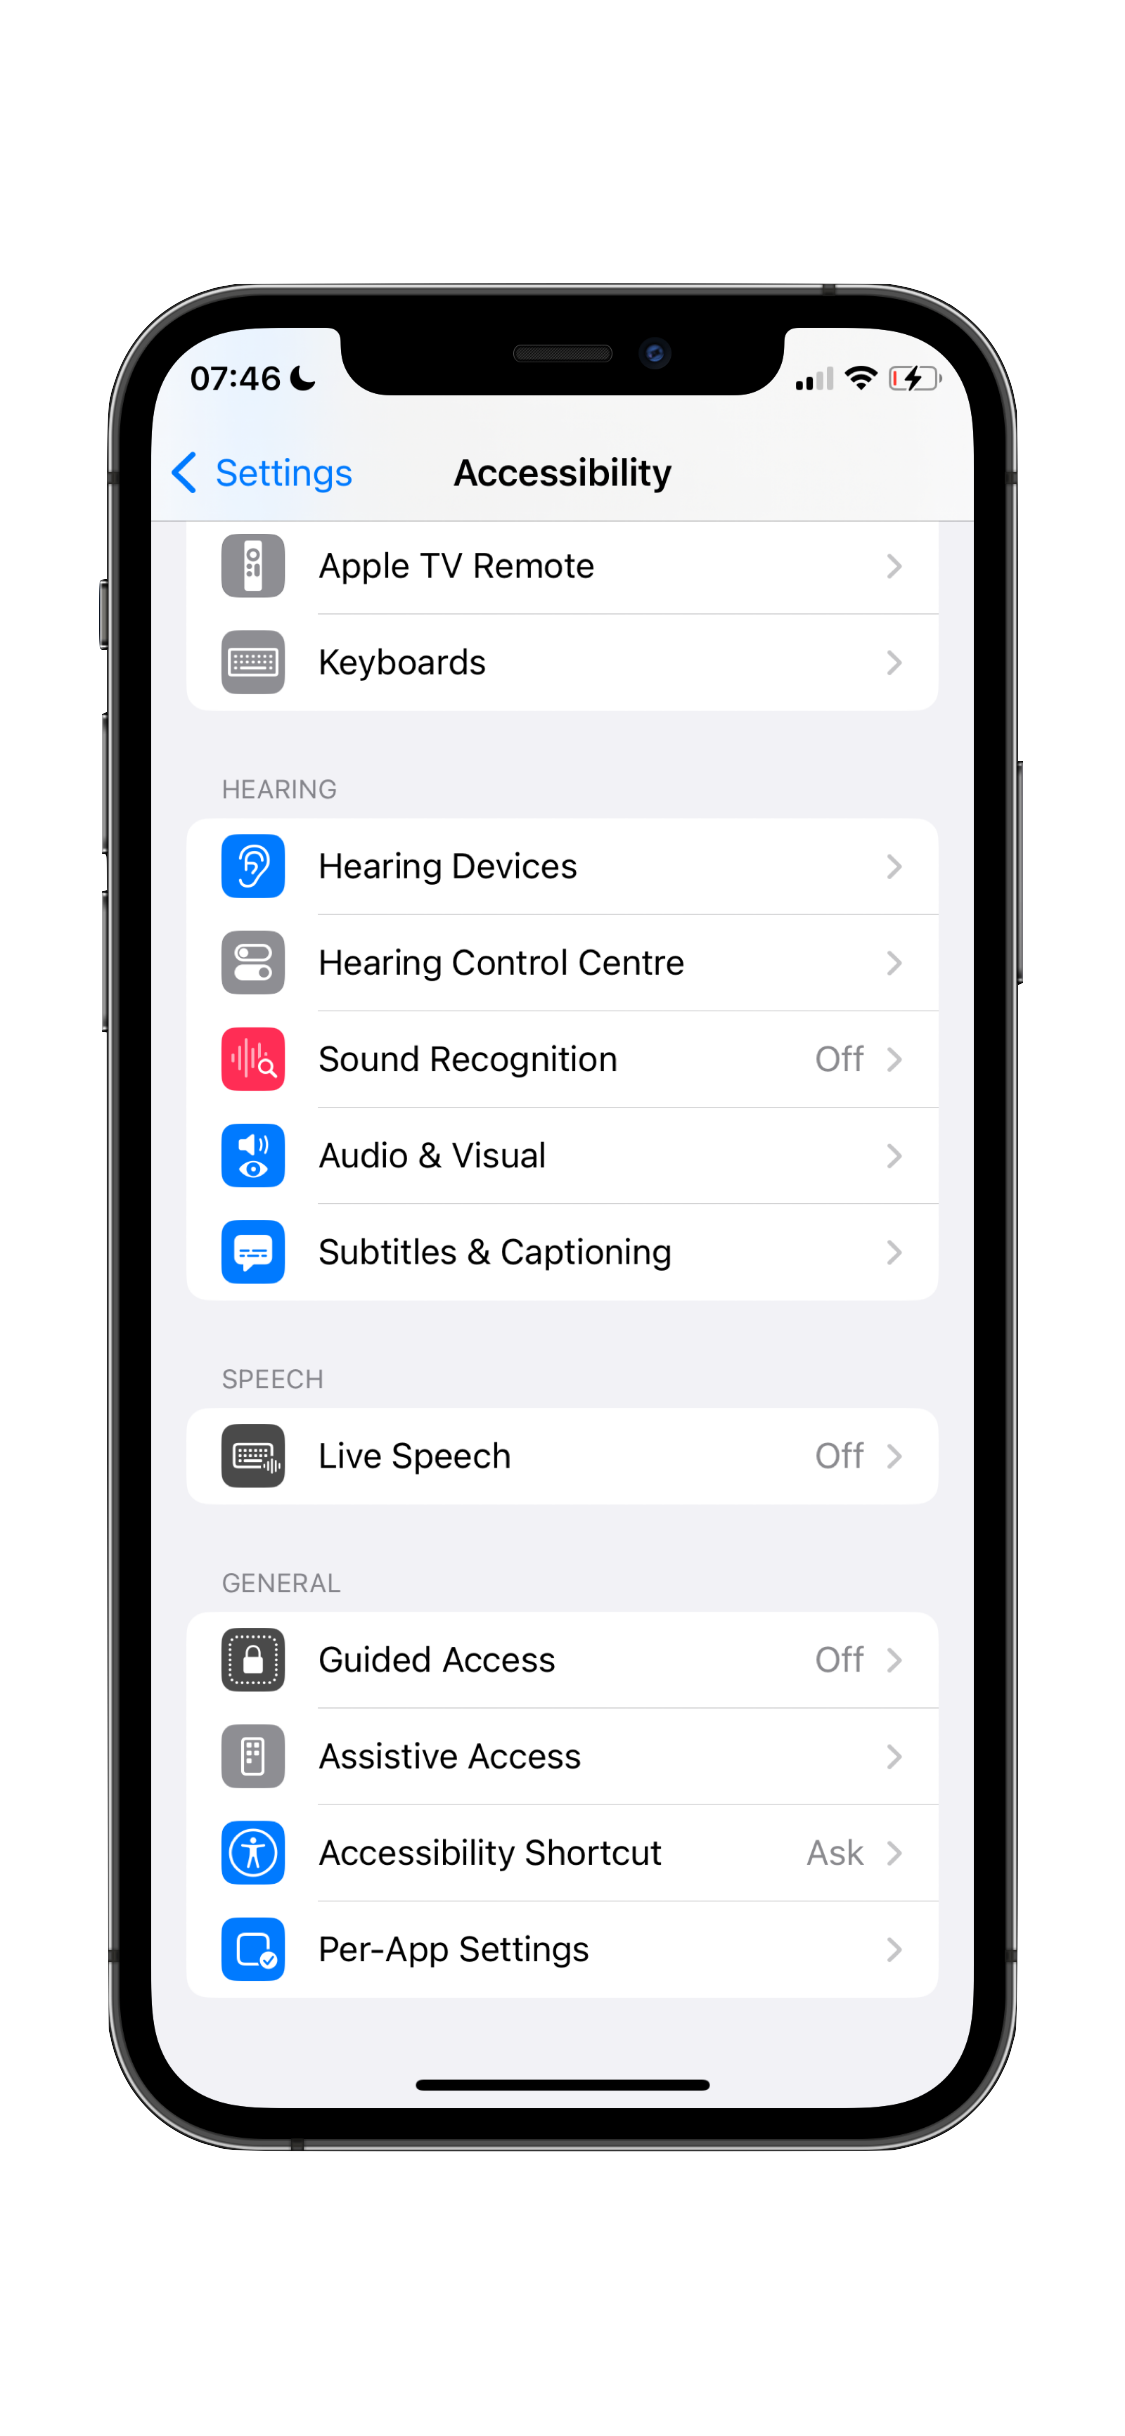 07:46
Settings
Accessibility
Apple TV Remote
Keyboards
HEARING
Hearing Devices
Hearing Control Centre
Sound Recognition Off
Audio & Visual
Subtitles & Captioning
SPEECH
Live Speech Off
GENERAL
Guided Access Off
Assistive Access
Accessibility Shortcut Ask
Per-App Settings